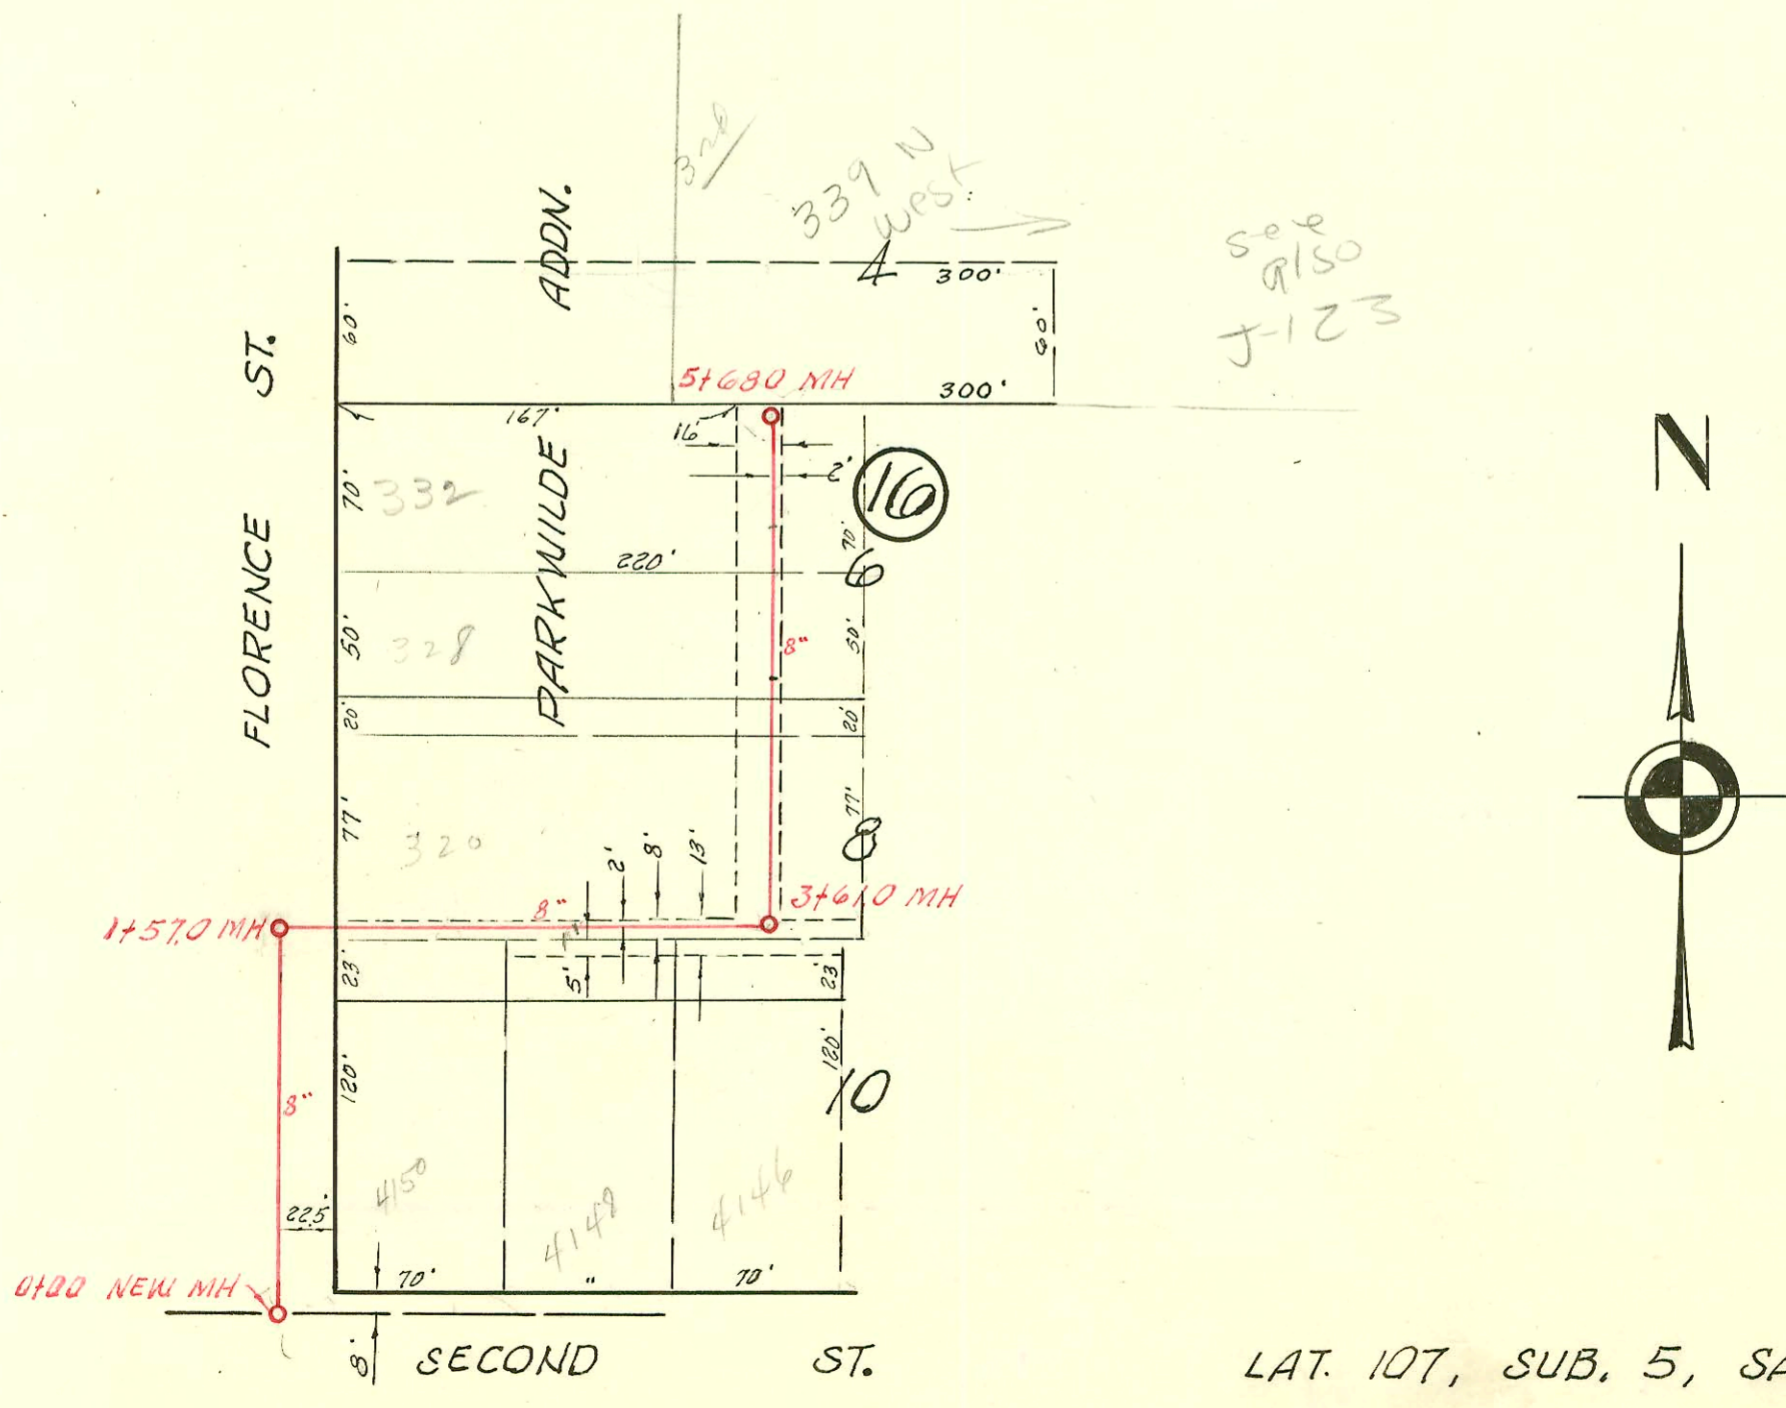 3rd
339 N
west
see
9150
J-123
ADDN.
4
300'
60'
60'
FLORENCE ST.
5+68.0 MH
300'
167'
16'
2'
16
N
70'
332
PARKWILDE
220'
70'
6
50'
328
8"
50'
20'
20'
77'
320
2'
8'
13'
77'
8
1+57.0 MH
8"
3+61.0 MH
23'
5'
23'
120'
120'
8"
10
4150
4148
4146
22.5'
0+00 NEW MH
70'
"
70'
8'
SECOND ST.
LAT. 107, SUB. 5, SA